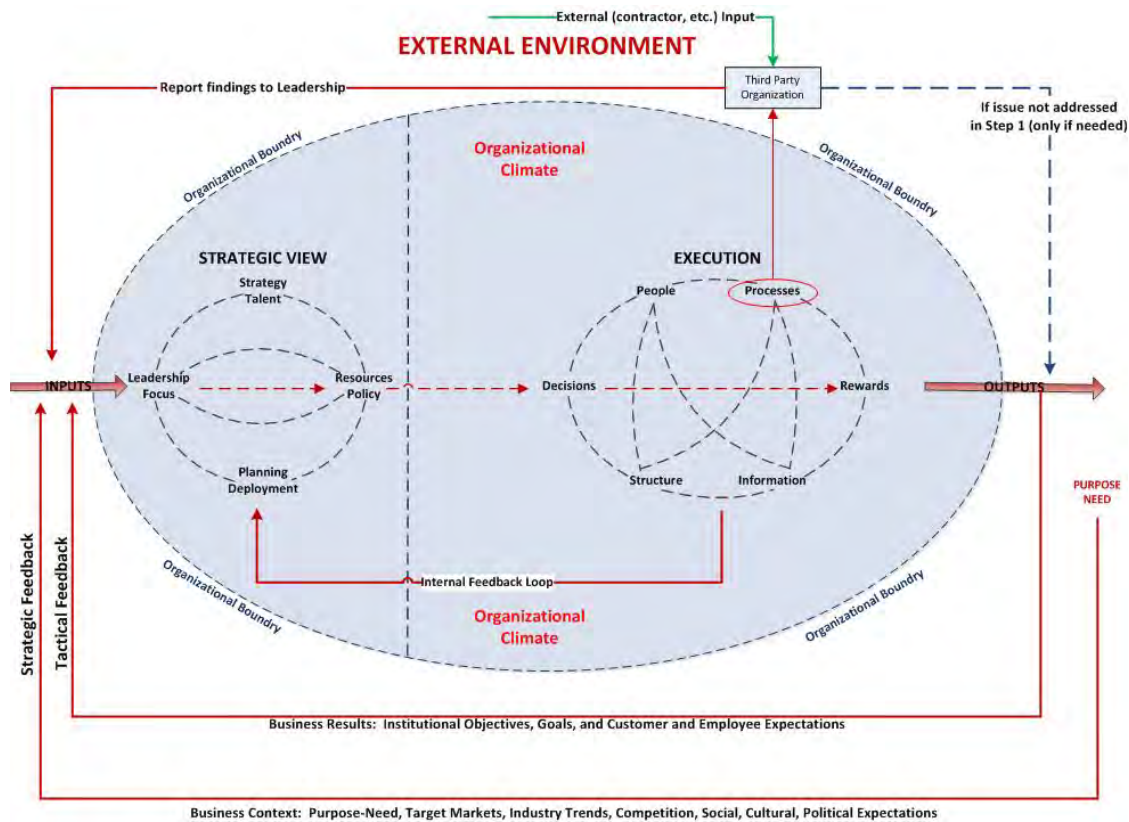 External (contractor, etc.) Input
EXTERNAL ENVIRONMENT
Third Party
Organization
Report findings to Leadership
If issue not addressed
in Step 1 (only if needed)
Organizational Boundry
Organizational
Climate
Organizational Boundry
STRATEGIC VIEW
EXECUTION
Strategy
Talent
People
Processes
INPUTS
Leadership
Focus
Resources
Policy
Decisions
Rewards
OUTPUTS
Planning
Deployment
Structure
Information
PURPOSE
NEED
Internal Feedback Loop
Organizational Boundry
Organizational
Climate
Organizational Boundry
Strategic Feedback
Tactical Feedback
Business Results: Institutional Objectives, Goals, and Customer and Employee Expectations
Business Context: Purpose-Need, Target Markets, Industry Trends, Competition, Social, Cultural, Political Expectations